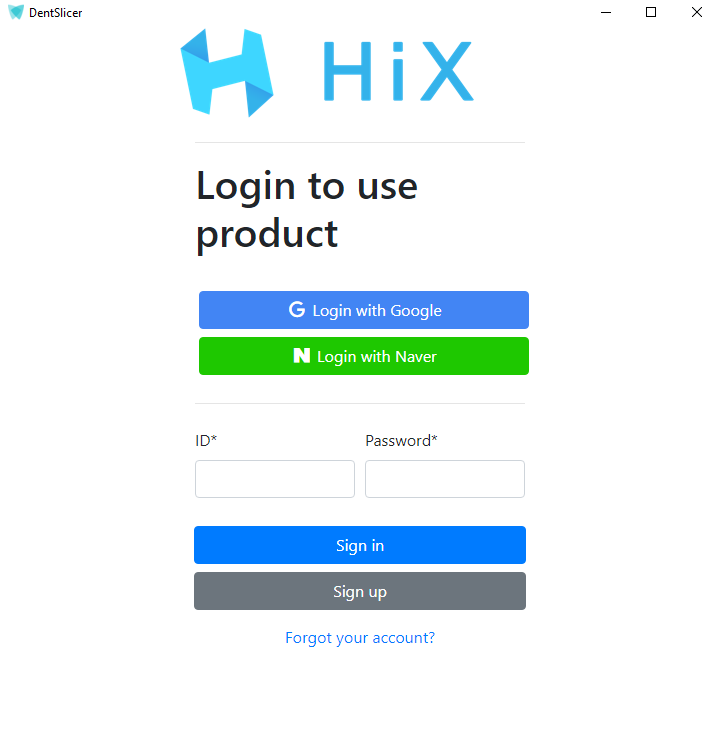 DentSlicer
HiX
Login to use
product
G Login with Google
N Login with Naver
ID* Password*
Sign in
Sign up
Forgot your account?